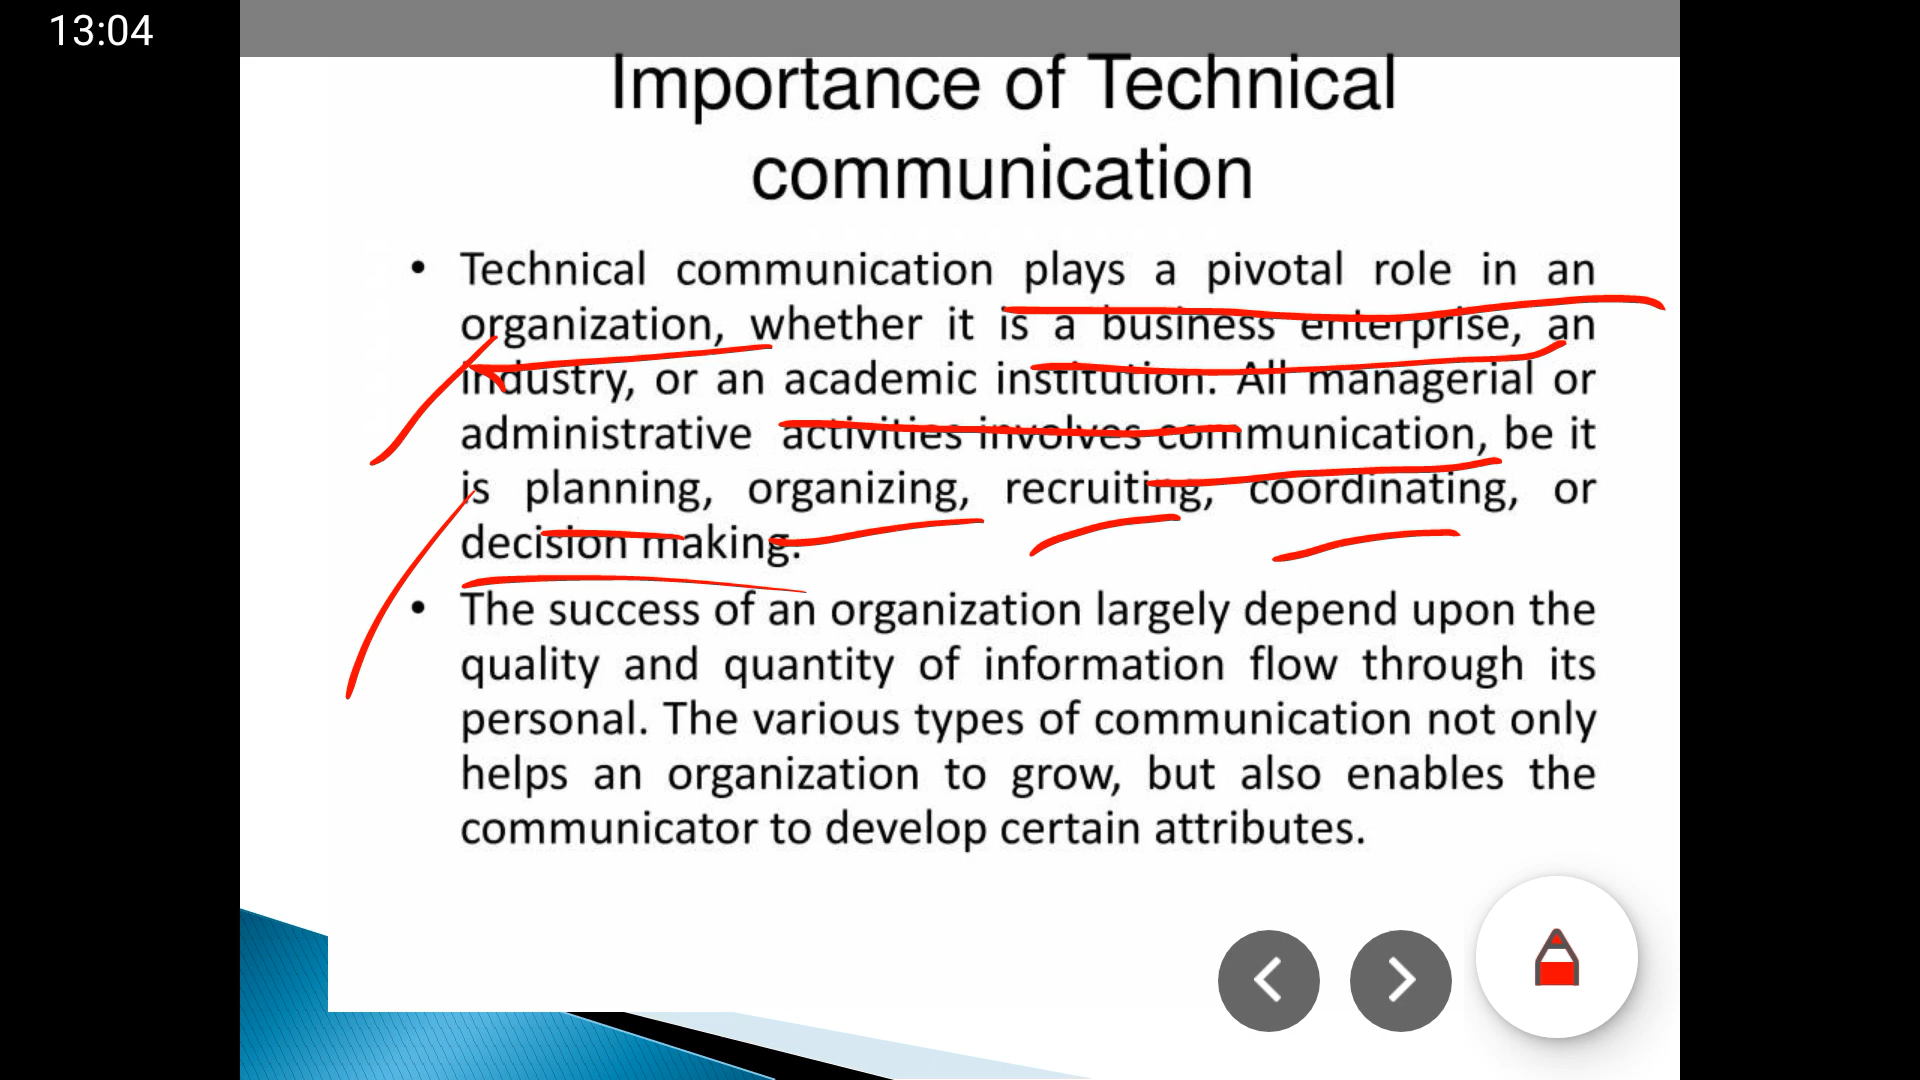 13:04
Importance of Technical
communication
• Technical communication plays a pivotal role in an
organization, whether it is a business enterprise, an
industry, or an academic institution. All managerial or
administrative activities involves communication, be it
is planning, organizing, recruiting, coordinating, or
decision making.
• The success of an organization largely depend upon the
quality and quantity of information flow through its
personal. The various types of communication not only
helps an organization to grow, but also enables the
communicator to develop certain attributes.